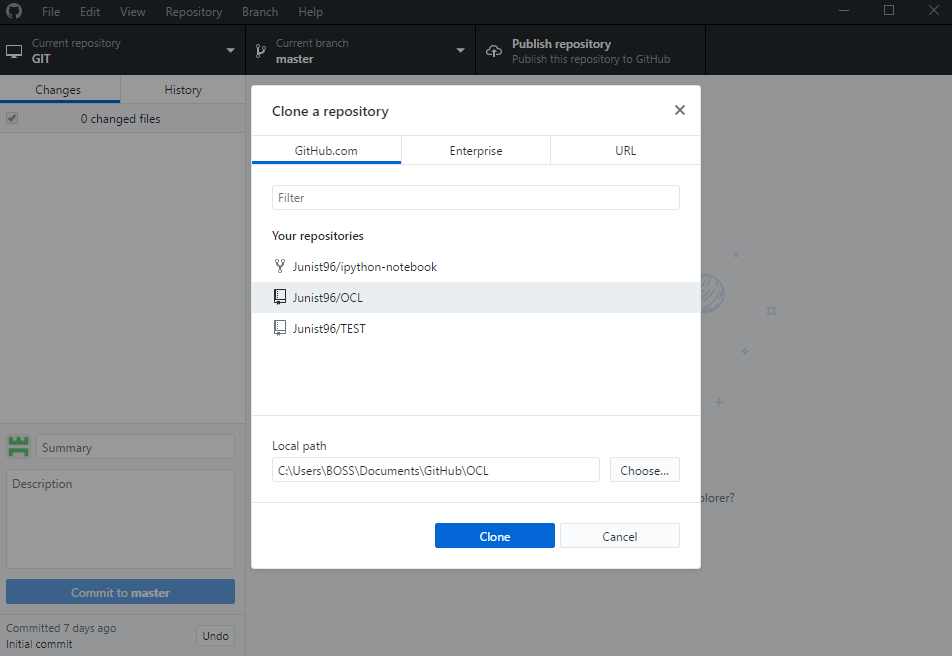 File Edit View Repository Branch Help
Current repository
GIT
Current branch
master
Publish repository
Publish this repository to GitHub
Changes History
0 changed files
Clone a repository
GitHub.com Enterprise URL
Filter
Your repositories
Junist96/ipython-notebook
Junist96/OCL
Junist96/TEST
Local path
C:\Users\BOSS\Documents\GitHub\OCL Choose...
Clone Cancel
plorer?
Summary
Description
Commit to master
Committed 7 days ago
Initial commit
Undo